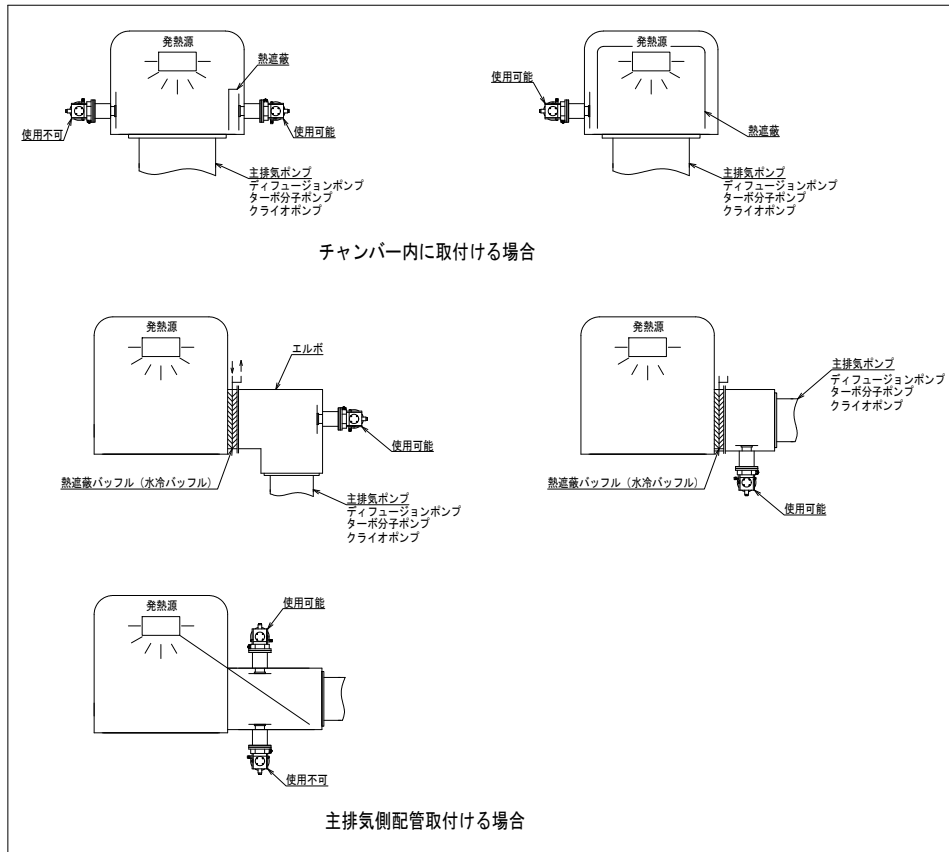 発熱源
熱遮蔽
使用不可
使用可能
主排気ポンプ
ディフュージョンポンプ
ターボ分子ポンプ
クライオポンプ
発熱源
使用可能
熱遮蔽
主排気ポンプ
ディフュージョンポンプ
ターボ分子ポンプ
クライオポンプ
チャンバー内に取付ける場合
発熱源
エルボ
使用可能
熱遮蔽バッフル（水冷バッフル）
主排気ポンプ
ディフュージョンポンプ
ターボ分子ポンプ
クライオポンプ
発熱源
主排気ポンプ
ディフュージョンポンプ
ターボ分子ポンプ
クライオポンプ
熱遮蔽バッフル（水冷バッフル）
使用可能
発熱源
使用可能
使用不可
主排気側配管取付ける場合